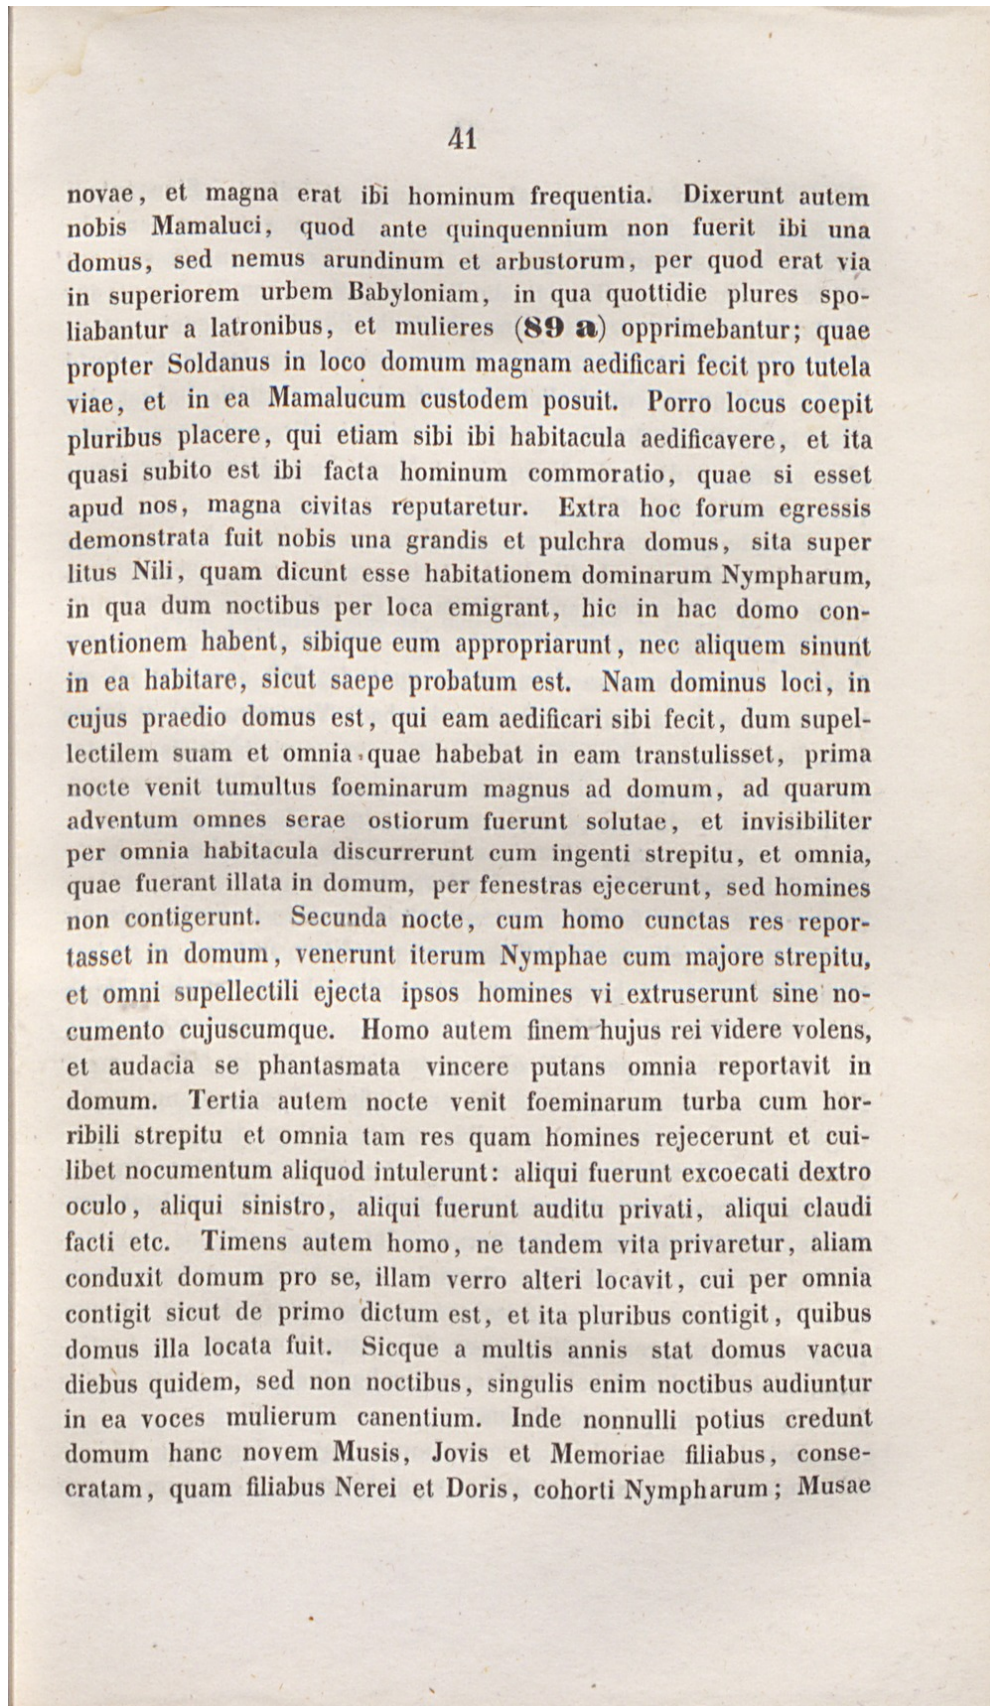 41
novae, et magna erat ibi hominum frequentia. Dixerunt autem
nobis Mamaluci, quod ante quinquennium non fuerit ibi una
domus, sed nemus arundinum et arbustorum, per quod erat via
in superiorem urbem Babyloniam, in qua quottidie plures spo-
liabantur a latronibus, et mulieres (89 a) opprimebantur; quae
propter Soldanus in loco domum magnam aedificari fecit pro tutela
viae, et in ea Mamalucum custodem posuit. Porro locus coepit
pluribus placere, qui etiam sibi ibi habitacula aedificavere, et ita
quasi subito est ibi facta hominum commoratio, quae si esset
apud nos, magna civitas reputaretur. Extra hoc forum egressis
demonstrata fuit nobis una grandis et pulchra domus, sita super
litus Nili, quam dicunt esse habitationem dominarum Nympharum,
in qua dum noctibus per loca emigrant, hic in hac domo con-
ventionem habent, sibique eum appropriarunt, nec aliquem sinunt
in ea habitare, sicut saepe probatum est. Nam dominus loci, in
cujus praedio domus est, qui eam aedificari sibi fecit, dum supel-
lectilem suam et omnia quae habebat in eam transtulisset, prima
nocte venit tumultus foeminarum magnus ad domum, ad quarum
adventum omnes serae ostiorum fuerunt solutae, et invisibiliter
per omnia habitacula discurrerunt cum ingenti strepitu, et omnia,
quae fuerant illata in domum, per fenestras ejecerunt, sed homines
non contigerunt. Secunda nocte, cum homo cunctas res repor-
tasset in domum, venerunt iterum Nymphae cum majore strepitu,
et omni supellectili ejecta ipsos homines vi extruserunt sine no-
cumento cujuscumque. Homo autem finem hujus rei videre volens,
et audacia se phantasmata vincere putans omnia reportavit in
domum. Tertia autem nocte venit foeminarum turba cum hor-
ribili strepitu et omnia tam res quam homines rejecerunt et cui-
libet nocumentum aliquod intulerunt: aliqui fuerunt excoecati dextro
oculo, aliqui sinistro, aliqui fuerunt auditu privati, aliqui claudi
facti etc. Timens autem homo, ne tandem vita privaretur, aliam
conduxit domum pro se, illam verro alteri locavit, cui per omnia
contigit sicut de primo dictum est, et ita pluribus contigit, quibus
domus illa locata fuit. Sicque a multis annis stat domus vacua
diebus quidem, sed non noctibus, singulis enim noctibus audiuntur
in ea voces mulierum canentium. Inde nonnulli potius credunt
domum hanc novem Musis, Jovis et Memoriae filiabus, conse-
cratam, quam filiabus Nerei et Doris, cohorti Nympharum; Musae